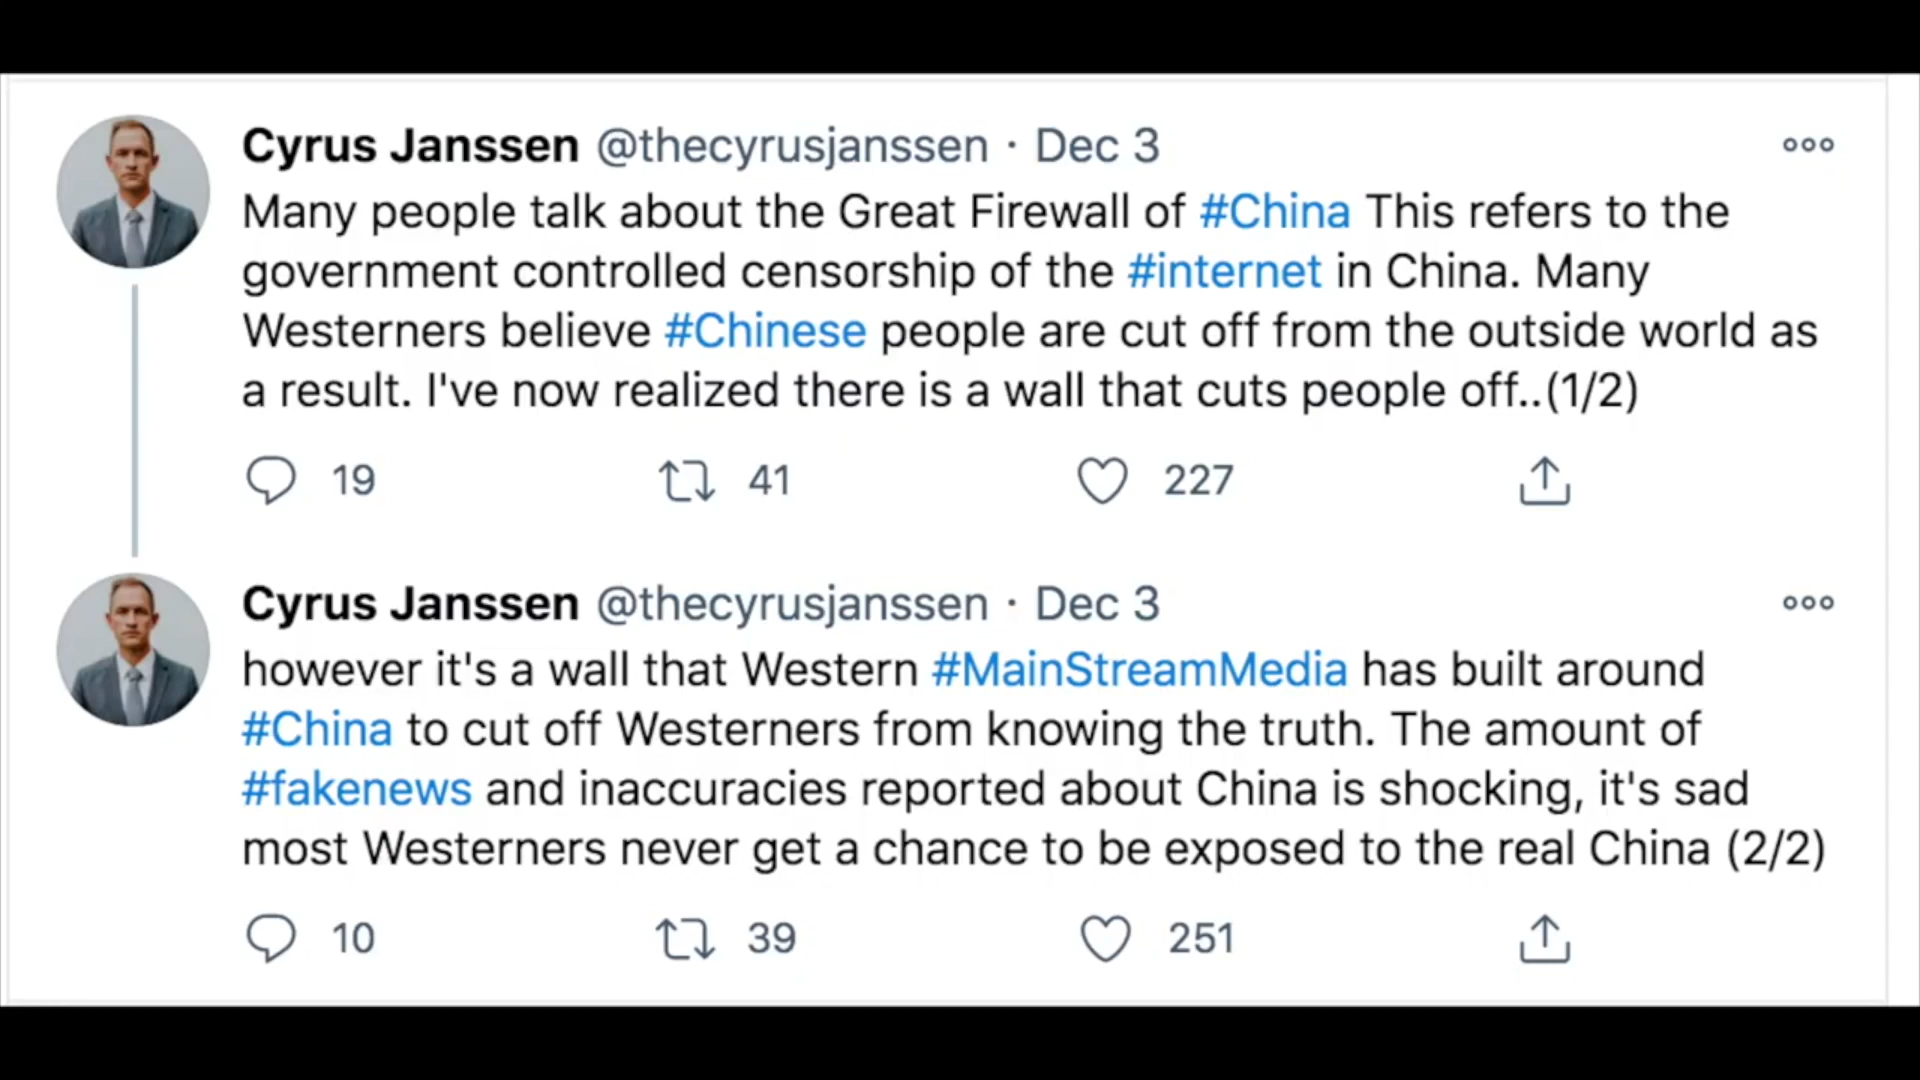 Cyrus Janssen @thecyrusjanssen · Dec 3
Many people talk about the Great Firewall of #China This refers to the
government controlled censorship of the #internet in China. Many
Westerners believe #Chinese people are cut off from the outside world as
a result. I've now realized there is a wall that cuts people off..(1/2)
19 41 227
Cyrus Janssen @thecyrusjanssen · Dec 3
however it's a wall that Western #MainStreamMedia has built around
#China to cut off Westerners from knowing the truth. The amount of
#fakenews and inaccuracies reported about China is shocking, it's sad
most Westerners never get a chance to be exposed to the real China (2/2)
10 39 251